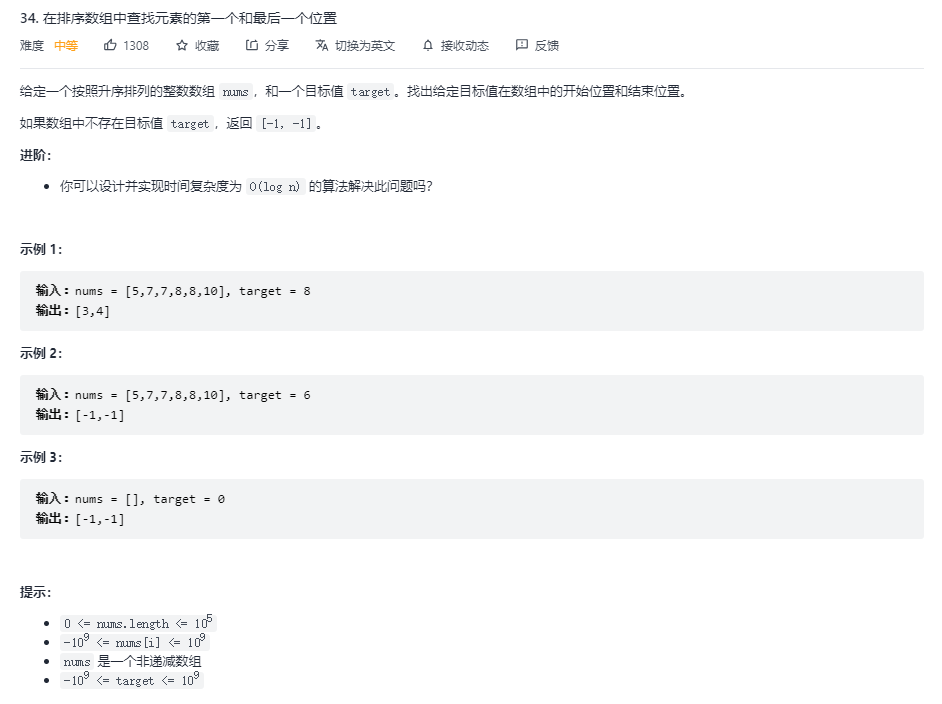 34. 在排序数组中查找元素的第一个和最后一个位置
难度 中等 1308 收藏 分享 切换为英文 接收动态 反馈
给定一个按照升序排列的整数数组 nums，和一个目标值 target。找出给定目标值在数组中的开始位置和结束位置。
如果数组中不存在目标值 target，返回 [-1, -1]。
进阶：
你可以设计并实现时间复杂度为 O(log n) 的算法解决此问题吗？
示例 1：
输入：nums = [5,7,7,8,8,10], target = 8
输出：[3,4]
示例 2：
输入：nums = [5,7,7,8,8,10], target = 6
输出：[-1,-1]
示例 3：
输入：nums = [], target = 0
输出：[-1,-1]
提示：
0 <= nums.length <= 10⁵
-10⁹ <= nums[i] <= 10⁹
nums 是一个非递减数组
-10⁹ <= target <= 10⁹